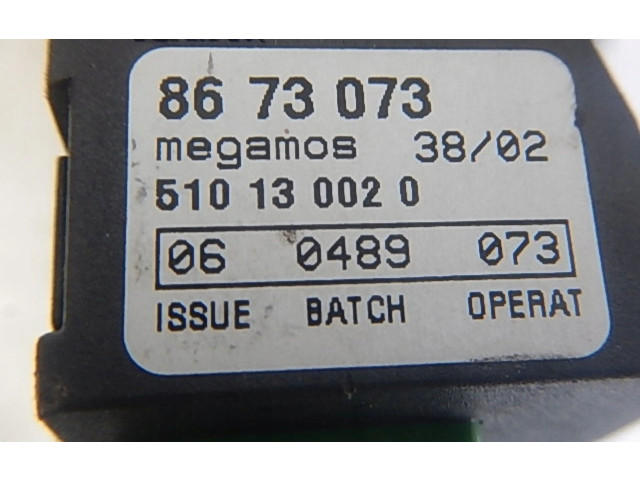 86 73 073
megamos 38/02
510 13 002 0
06 0489 073
ISSUE BATCH OPERAT